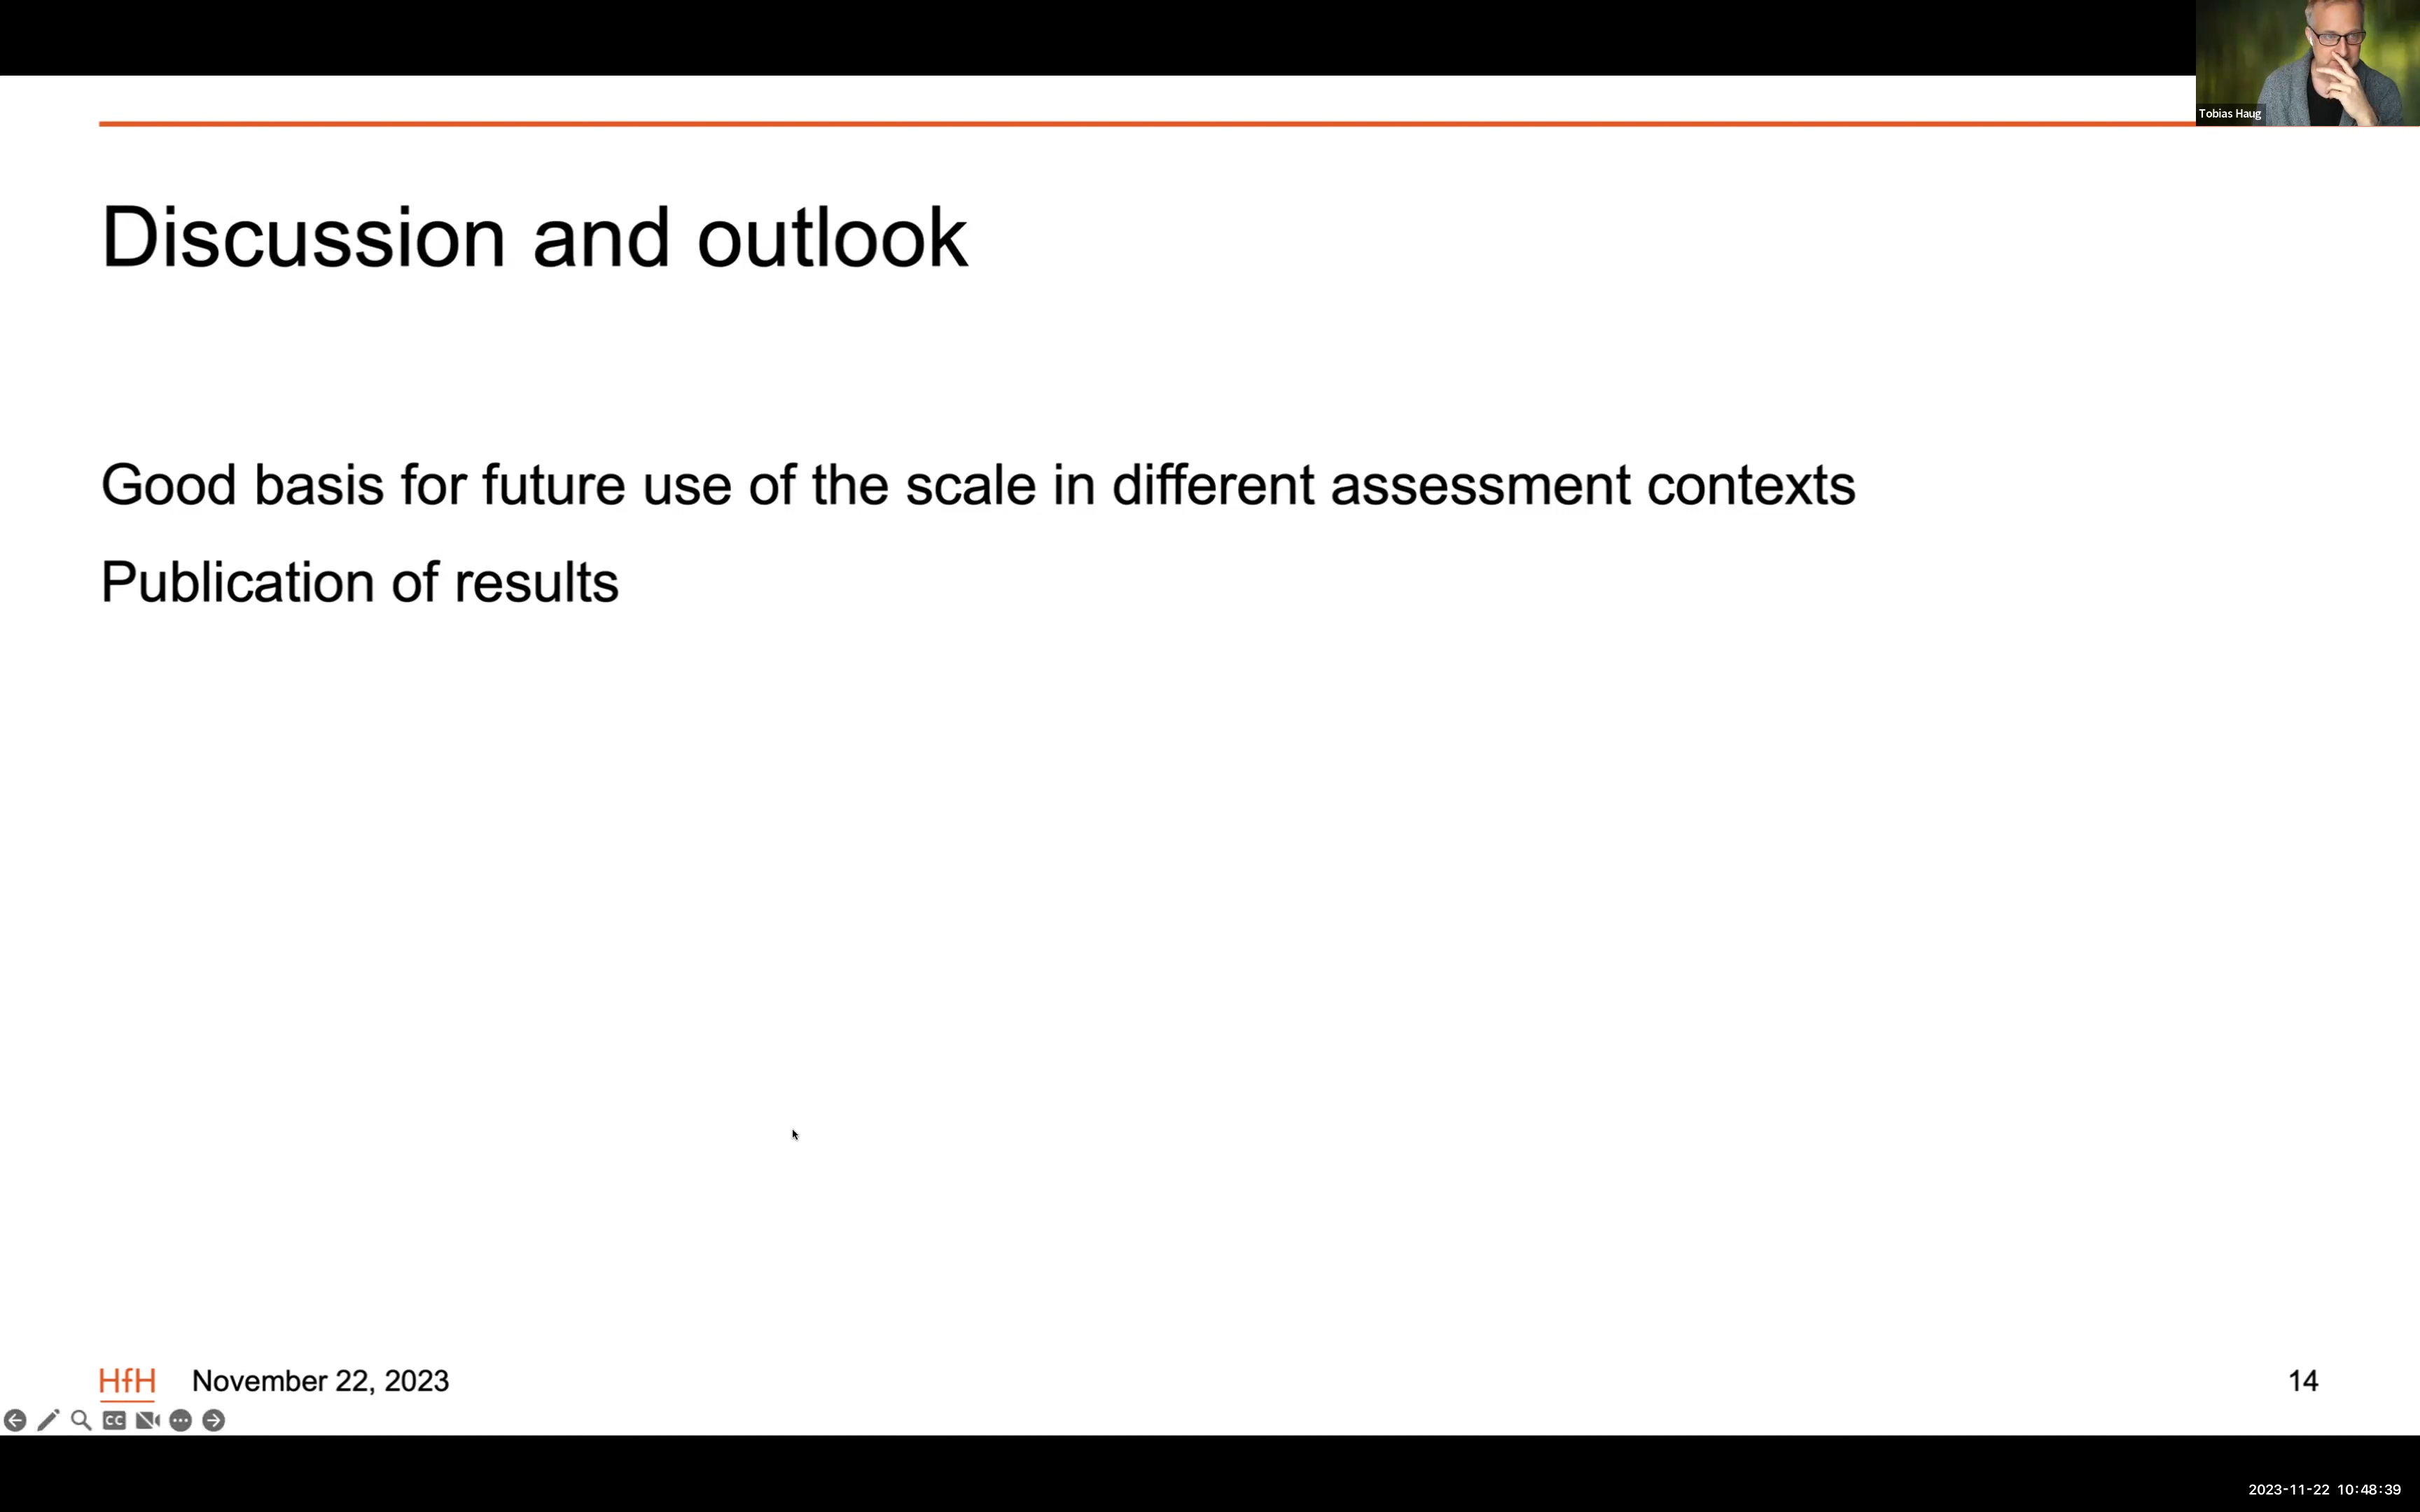 Tobias Haug
Discussion and outlook
Good basis for future use of the scale in different assessment contexts
Publication of results
HfH November 22, 2023
14
CC
2023-11-22 10:48:39